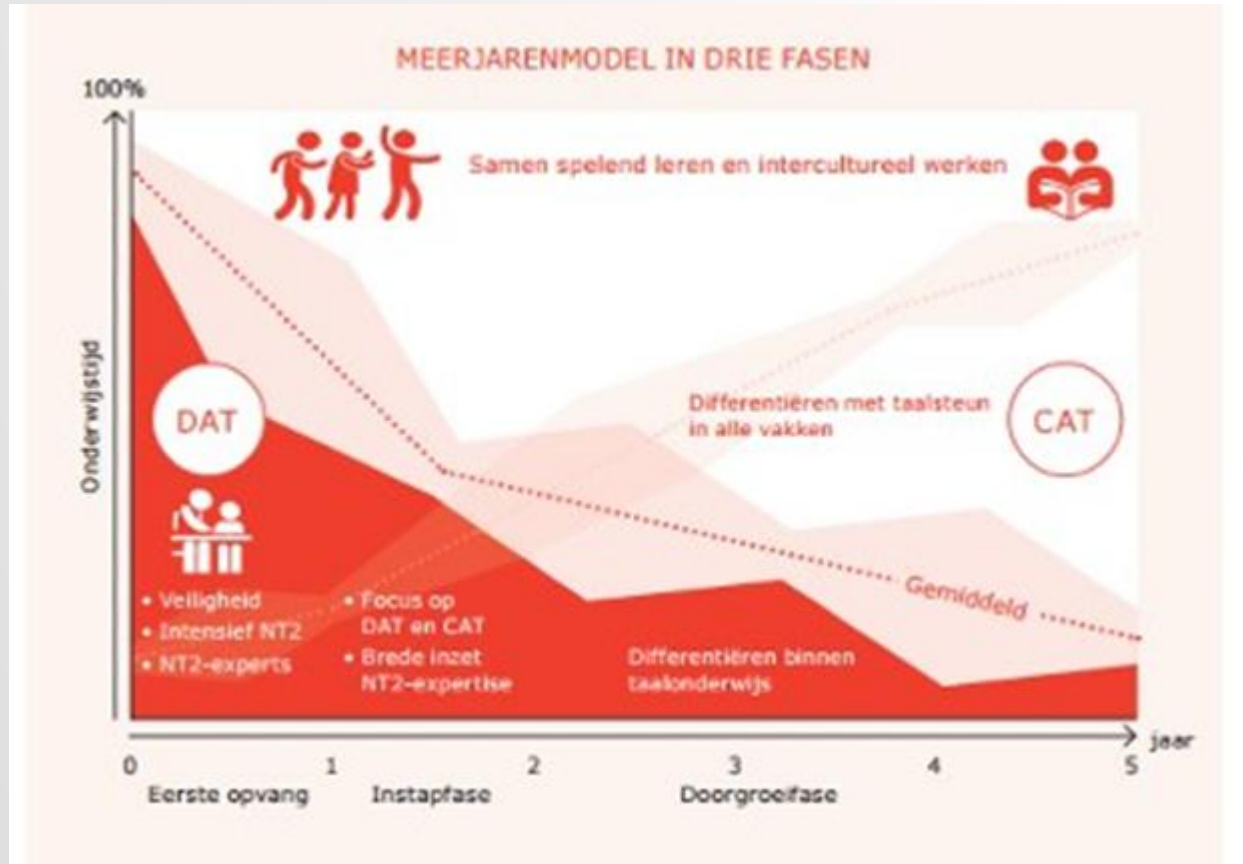 MEERJARENMODEL IN DRIE FASEN
100%
Samen spelend leren en intercultureel werken
Onderwijstijd
DAT
Differentiëren met taalsteun
in alle vakken
CAT
Gemiddeld
• Veiligheid
• Intensief NT2
• NT2-experts
• Focus op
DAT en CAT
• Brede inzet
NT2-expertise
Differentiëren binnen
taalonderwijs
jaar
0 1 2 3 4 5
Eerste opvang Instapfase Doorgroeifase